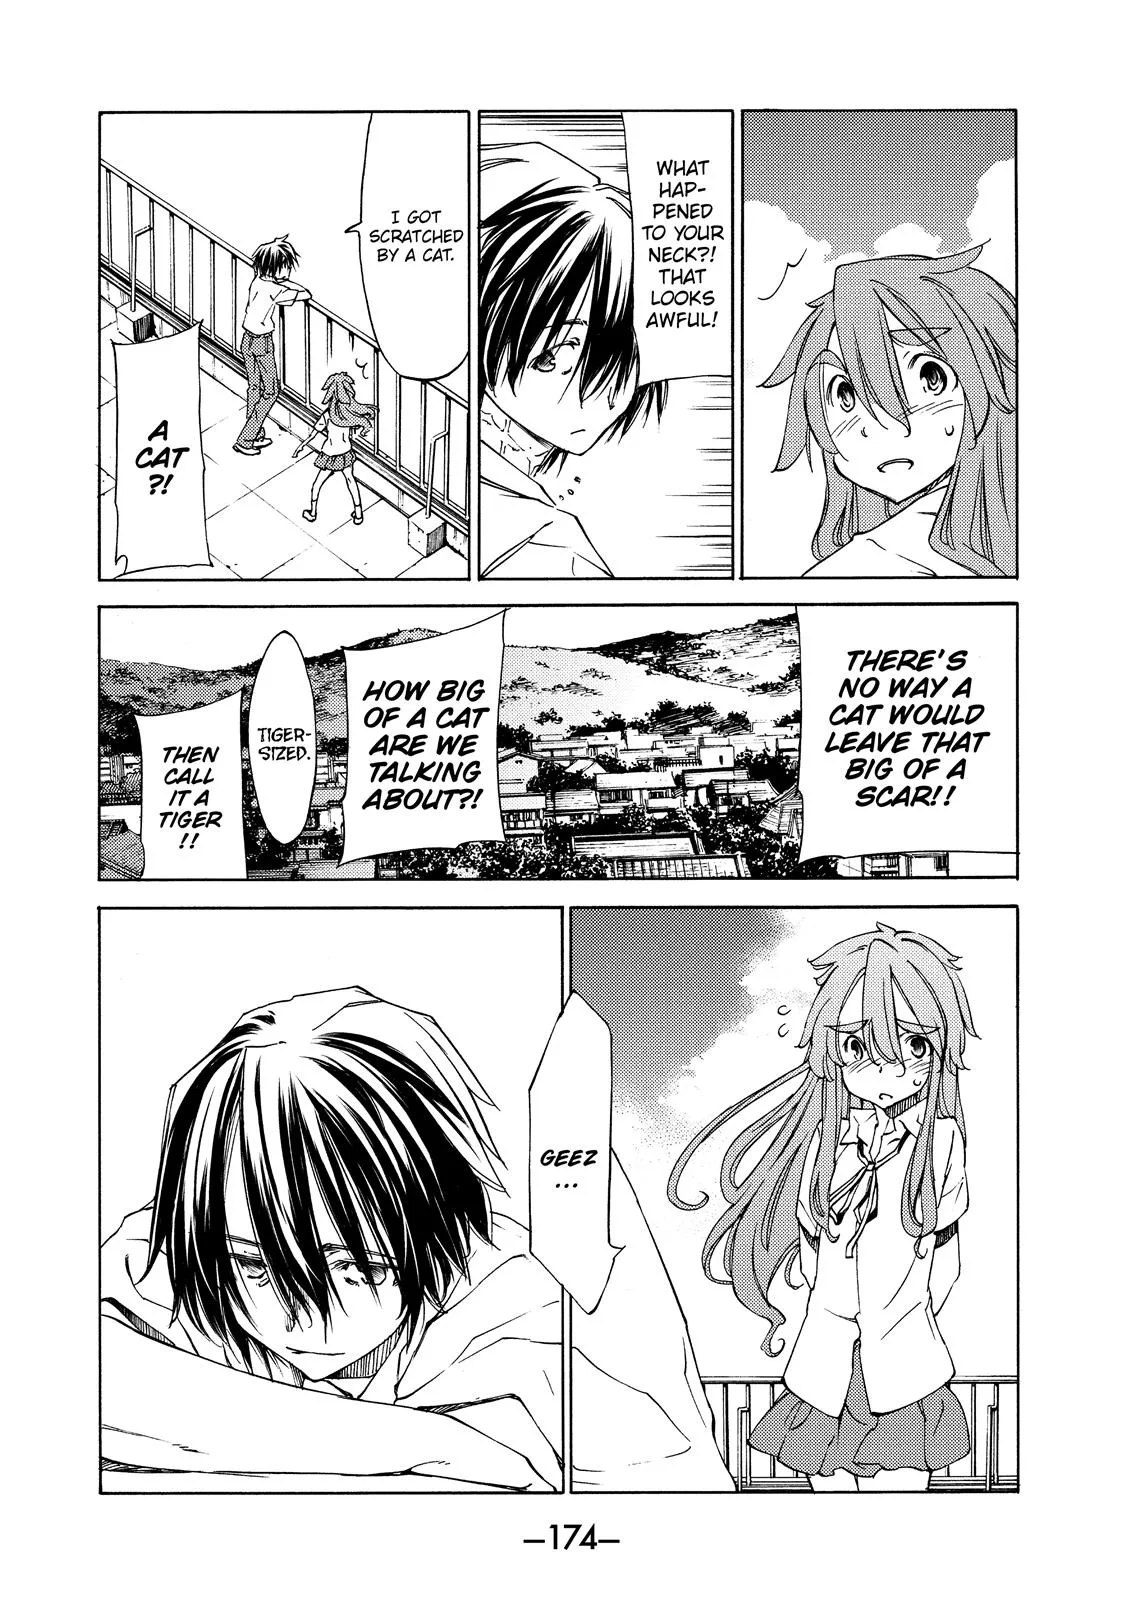 WHAT
HAP-
PENED
TO YOUR
NECK?!
THAT
LOOKS
AWFUL!
I GOT
SCRATCHED
BY A CAT.
A
CAT
?!
THERE'S
NO WAY A
CAT WOULD
LEAVE THAT
BIG OF A
SCAR!!
HOW BIG
OF A CAT
ARE WE
TALKING
ABOUT?!
TIGER-
SIZED.
THEN
CALL
IT A
TIGER
!!
GEEZ
...
—174—